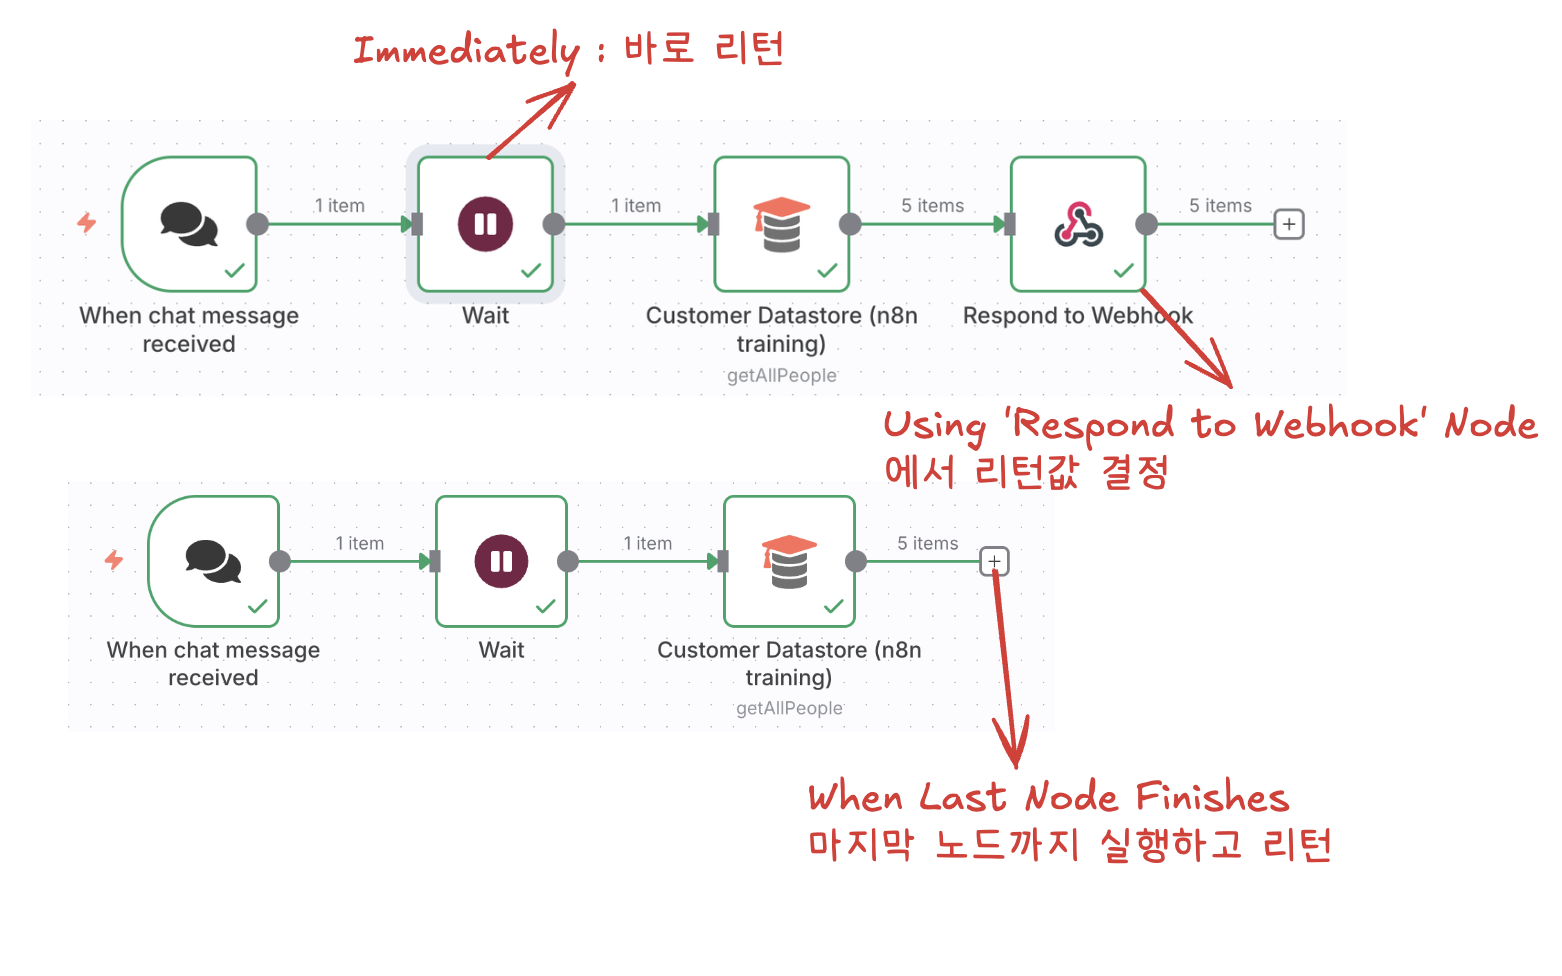 Immediately : 바로 리턴
1 item
1 item
5 items
5 items
When chat message
received
Wait
Customer Datastore (n8n
training)
getAllPeople
Respond to Webhook
Using 'Respond to Webhook' Node
에서 리턴값 결정
1 item
1 item
5 items
When chat message
received
Wait
Customer Datastore (n8n
training)
getAllPeople
When Last Node Finishes
마지막 노드까지 실행하고 리턴